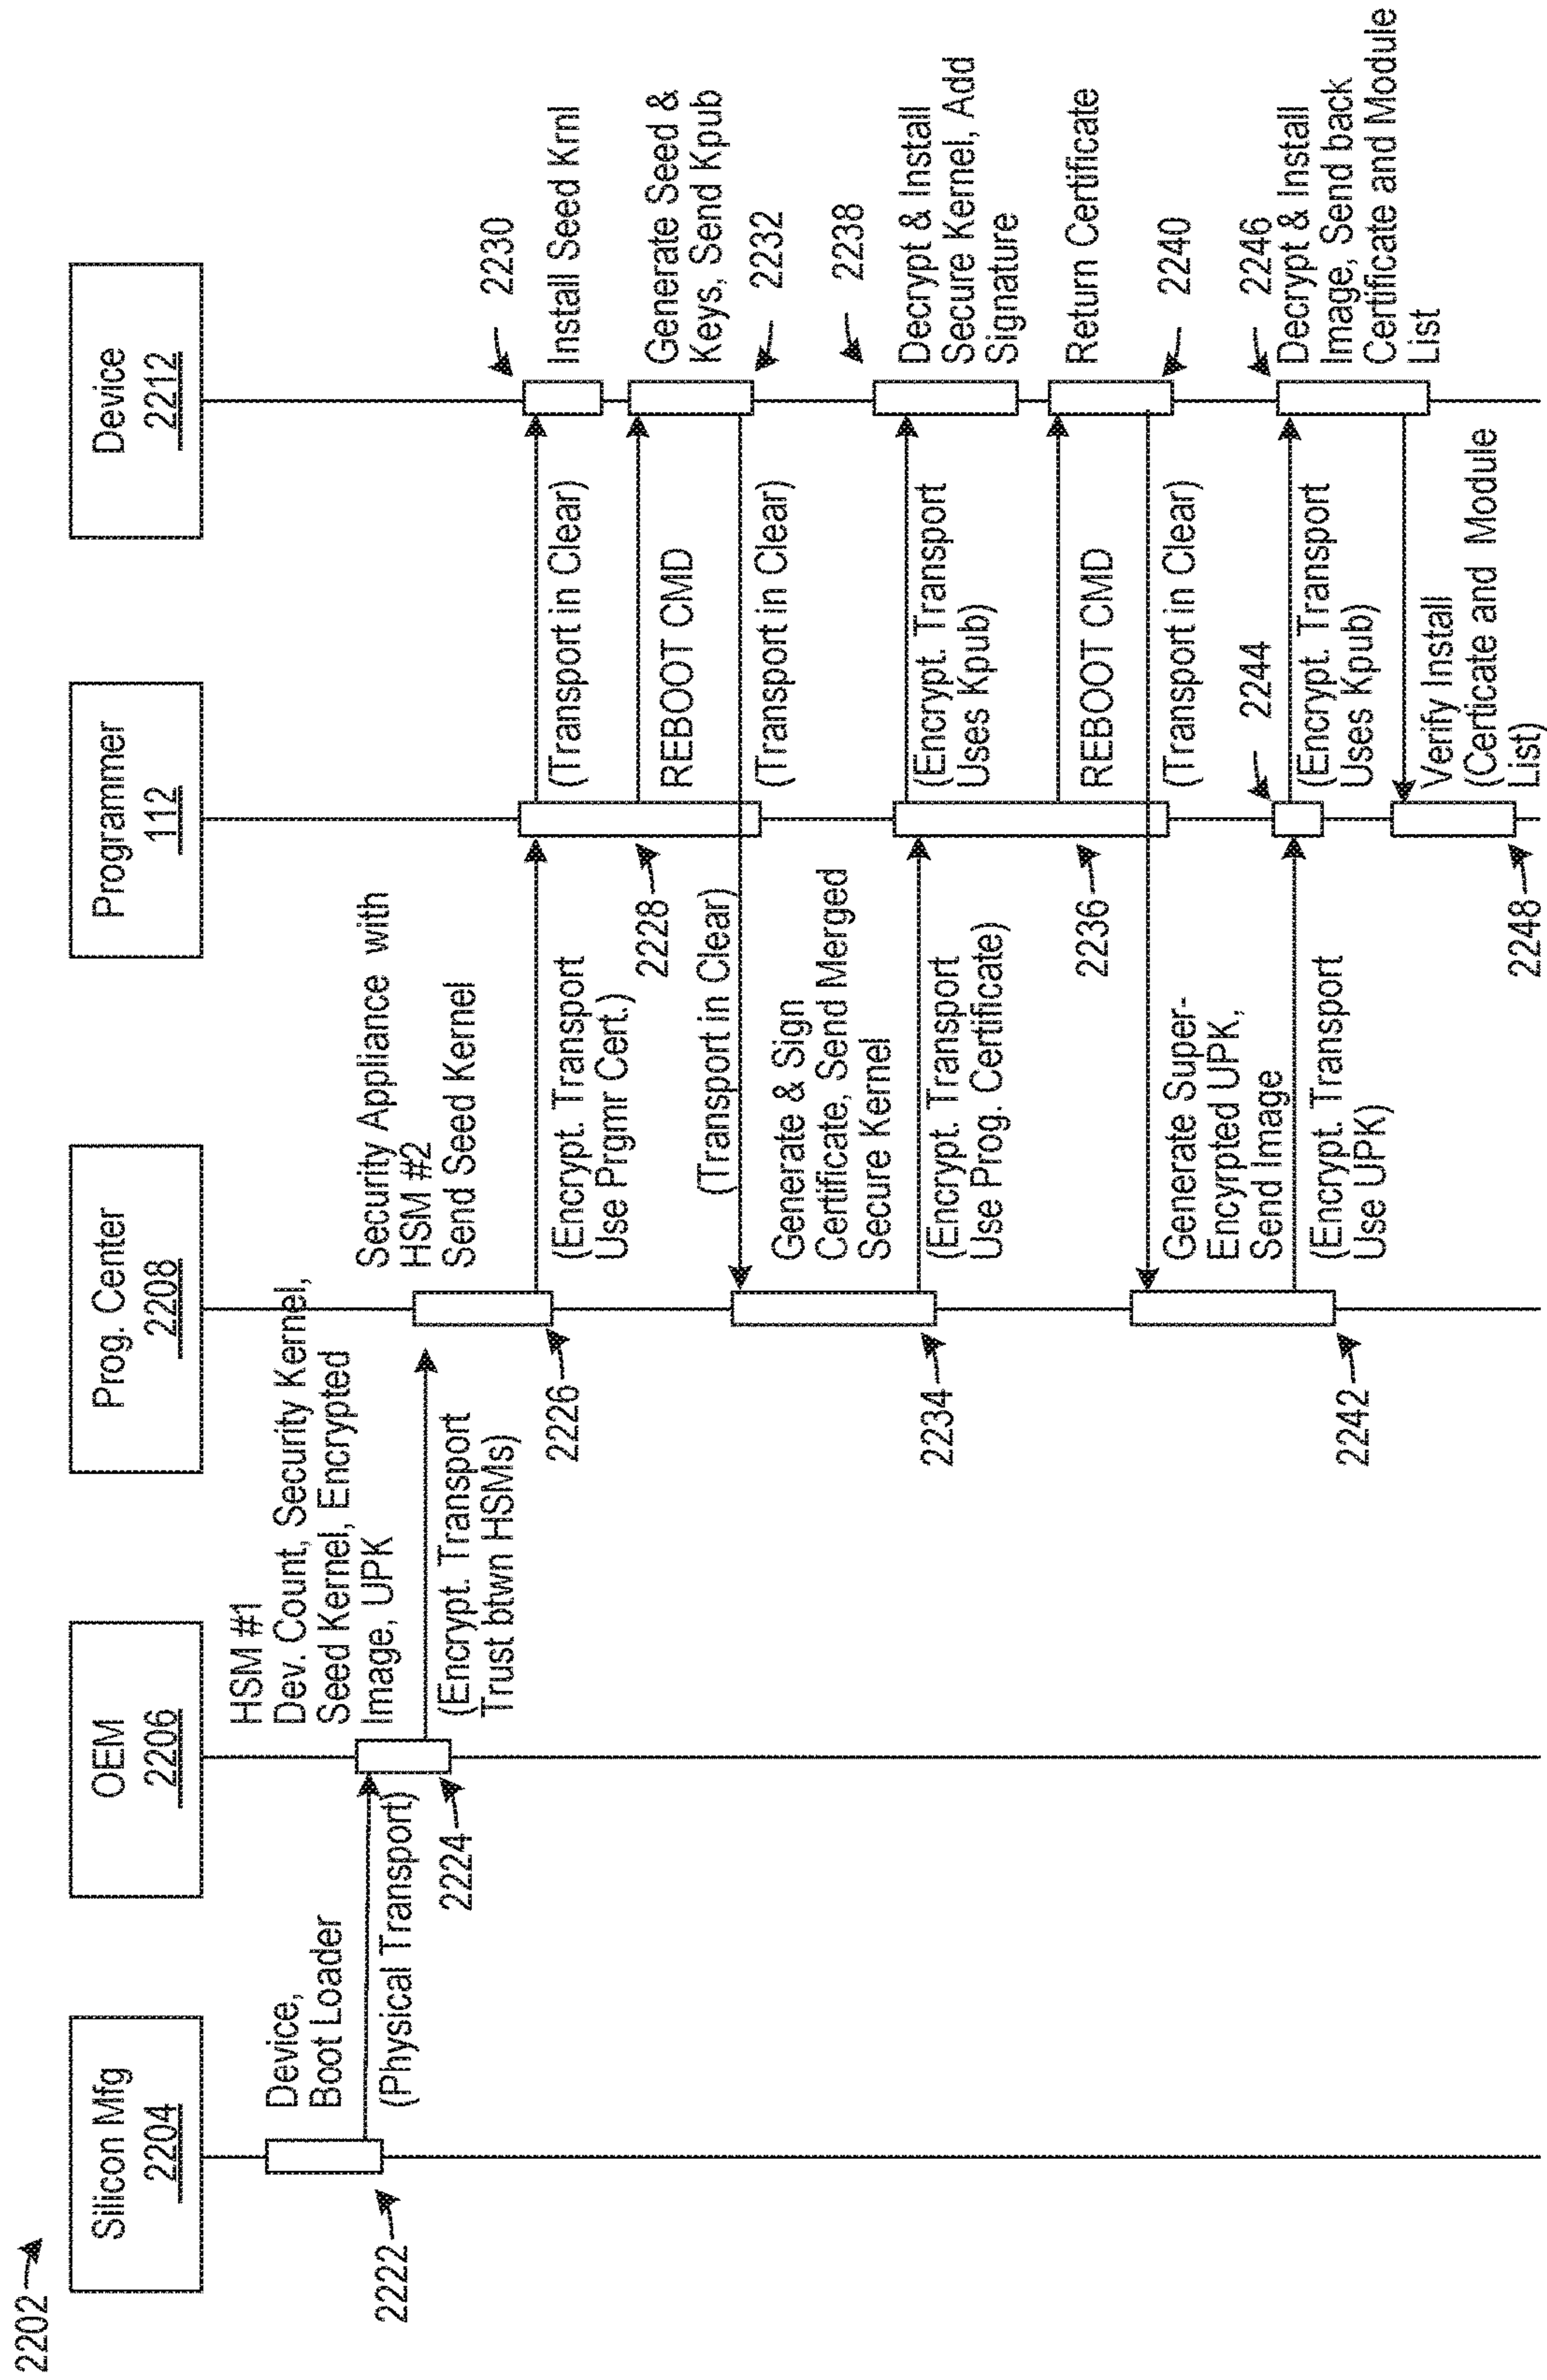 2202
Silicon Mfg
2204
OEM
2206
Prog. Center
2208
Programmer
112
Device
2212
Device,
Boot Loader
(Physical Transport)
2222
HSM #1
Dev. Count, Security Kernel,
Seed Kernel, Encrypted
Image, UPK
(Encrypt. Transport
Trust btwn HSMs)
2224
Security Appliance with
HSM #2
Send Seed Kernel
(Encrypt. Transport
Use Prgmr Cert.)
2226
2228
(Transport in Clear)
2230
Install Seed Krnl
REBOOT CMD
Generate Seed &
Keys, Send Kpub
2232
(Transport in Clear)
(Transport in Clear)
Generate & Sign
Certificate, Send Merged
Secure Kernel
(Encrypt. Transport
Use Prog. Certificate)
2234
2236
(Encrypt. Transport
Uses Kpub)
2238
Decrypt & Install
Secure Kernel, Add
Signature
REBOOT CMD
Return Certificate
2240
(Transport in Clear)
Generate Super-
Encyrpted UPK,
Send Image
(Encrypt. Transport
Use UPK)
2242
2244
(Encrypt. Transport
Uses Kpub)
2246
Decrypt & Install
Image, Send back
Certificate and Module
List
Verify Install
(Certicate and Module
List)
2248